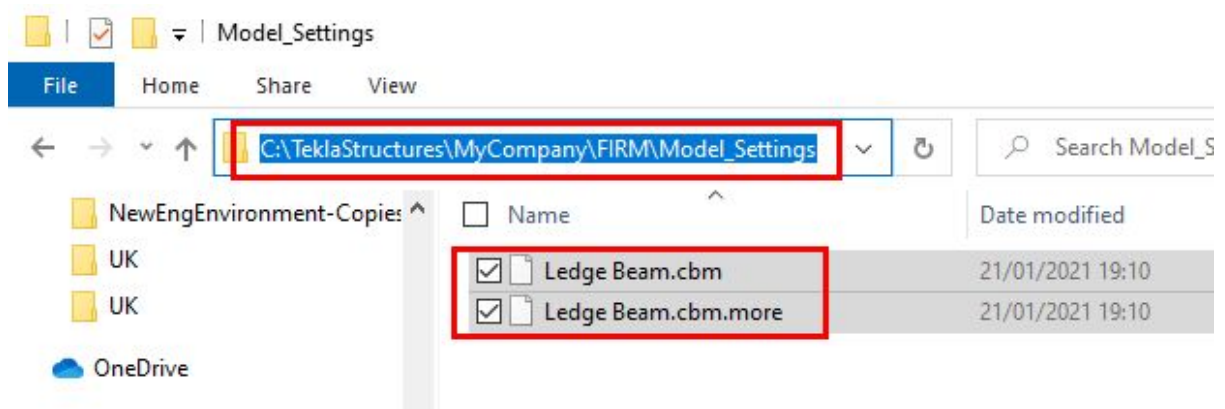 Model_Settings
File Home Share View
C:\TeklaStructures\MyCompany\FIRM\Model_Settings Search Model_S
NewEngEnvironment-Copies Name Date modified
UK Ledge Beam.cbm 21/01/2021 19:10
UK Ledge Beam.cbm.more 21/01/2021 19:10
OneDrive